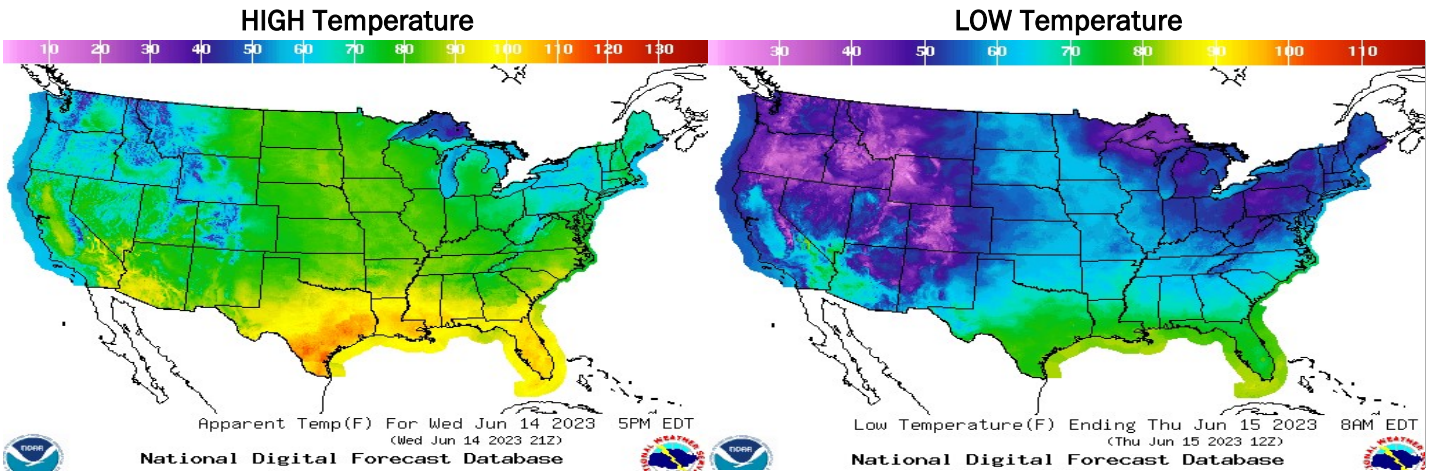 HIGH Temperature
10 20 30 40 50 60 70 80 90 100 110 120 130
Apparent Temp(F) For Wed Jun 14 2023 5PM EDT
(Wed Jun 14 2023 21Z)
NOAA
National Digital Forecast Database
LOW Temperature
30 40 50 60 70 80 90 100 110
Low Temperature(F) Ending Thu Jun 15 2023 8AM EDT
(Thu Jun 15 2023 12Z)
NOAA
National Digital Forecast Database